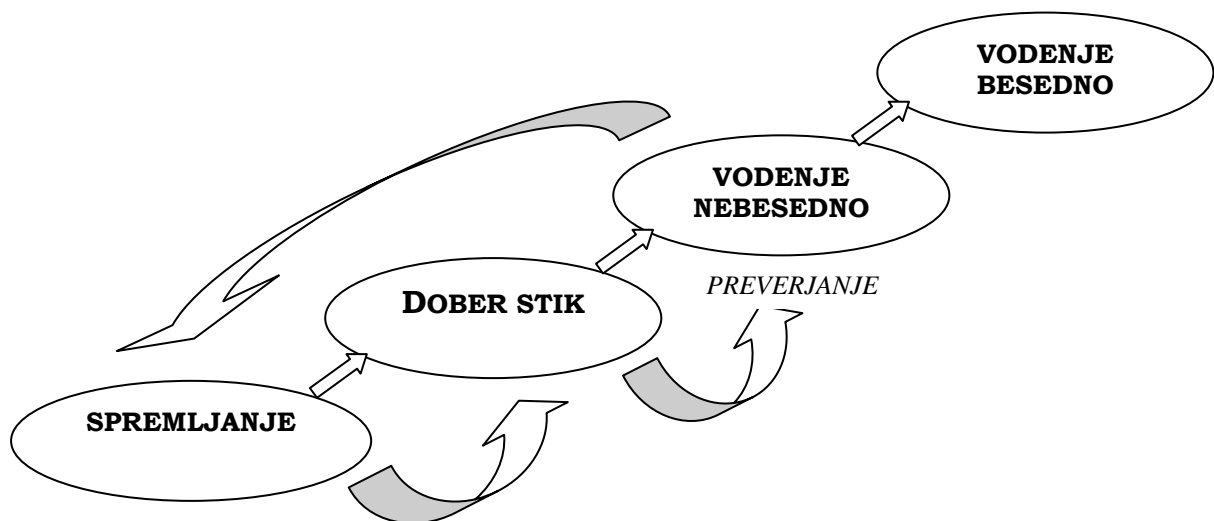 VODENJE
BESEDNO
VODENJE
NEBESEDNO
PREVERJANJE
DOBER STIK
SPREMLJANJE